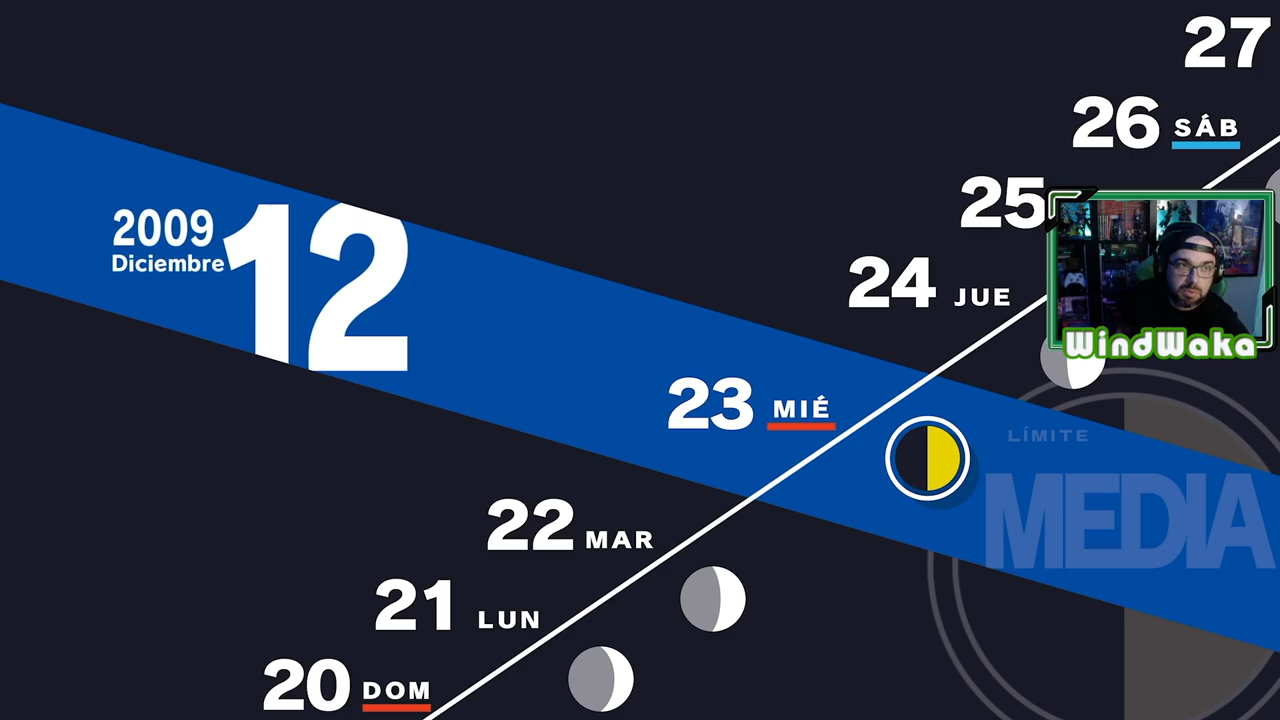 27
26 SÁB
25
24 JUE
2009
Diciembre
12
WindWaka
23 MIÉ
LÍMITE
MEDIA
22 MAR
21 LUN
20 DOM